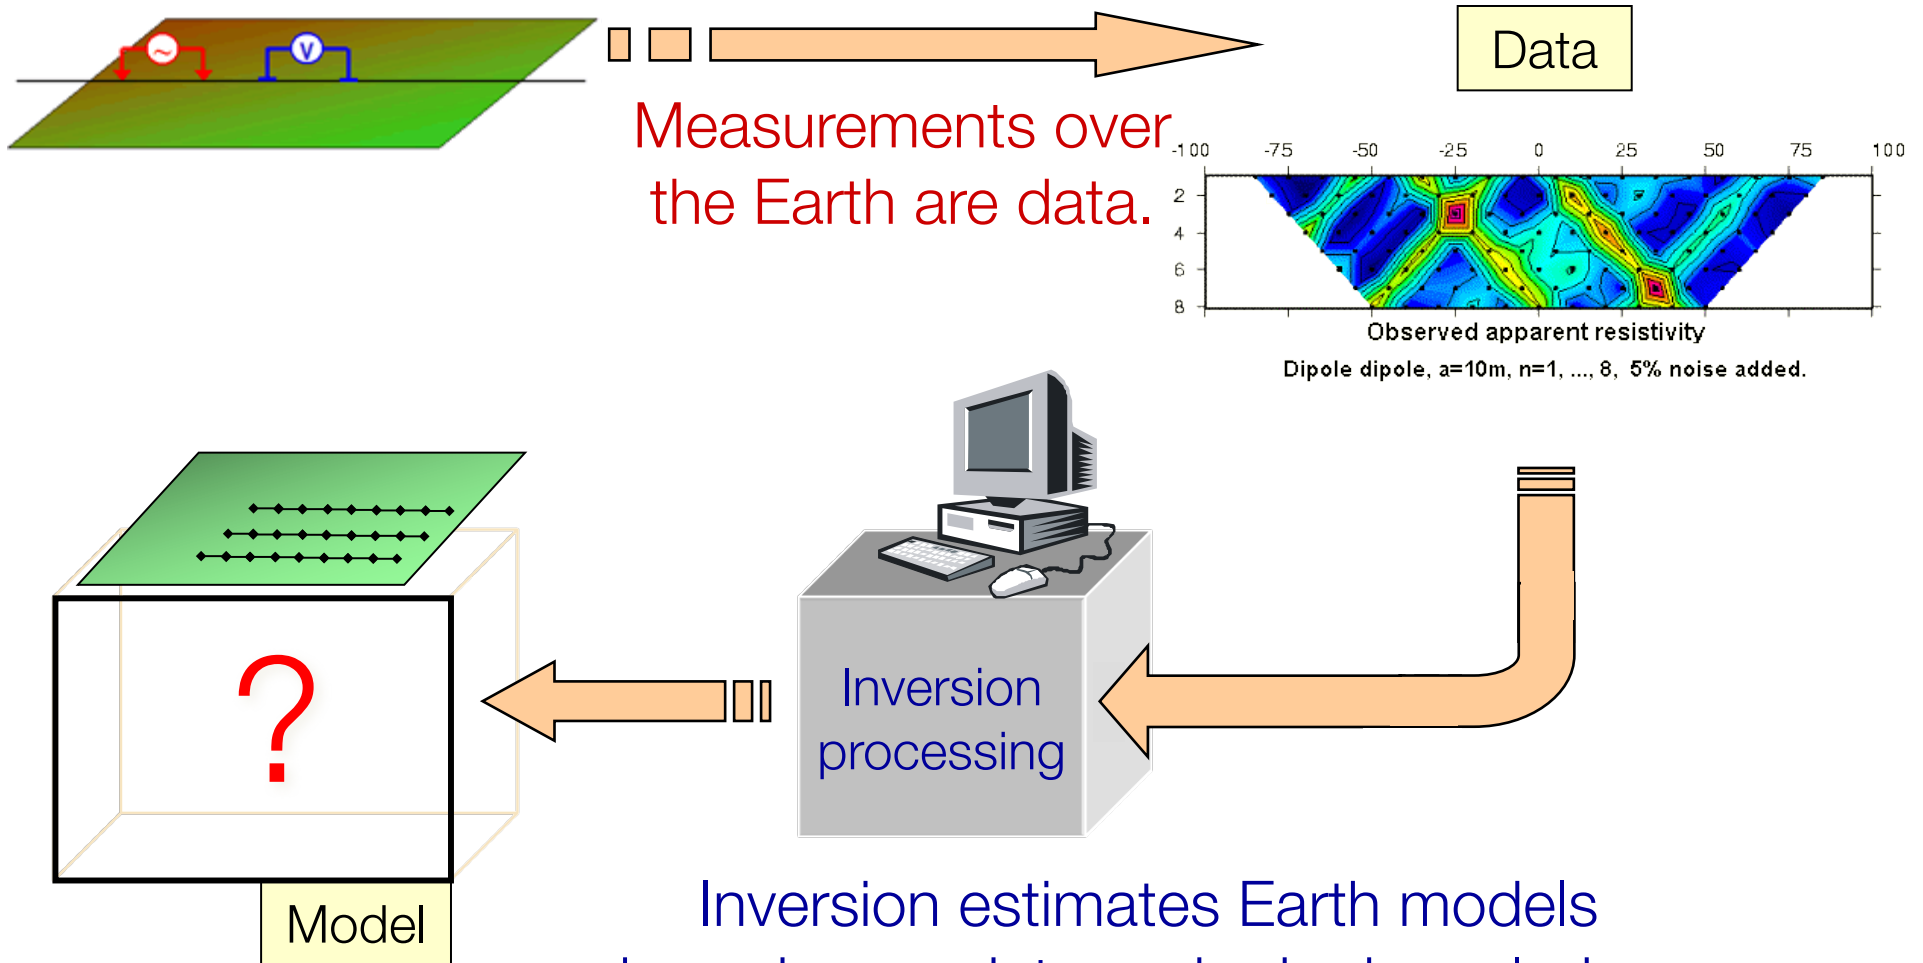 ~
V
Data
Measurements over
the Earth are data.
-100 -75 -50 -25 0 25 50 75 100
2
4
6
8
Observed apparent resistivity
Dipole dipole, a=10m, n=1, ..., 8, 5% noise added.
?
Inversion
processing
Model
Inversion estimates Earth models